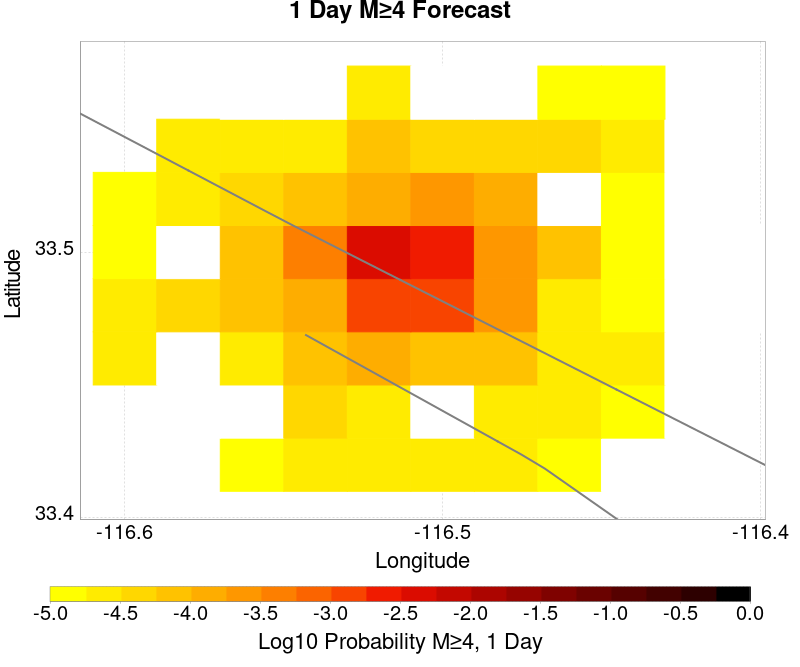 1 Day M≥4 Forecast
Latitude
33.5
33.4
-116.6 -116.5 -116.4
Longitude
-5.0 -4.5 -4.0 -3.5 -3.0 -2.5 -2.0 -1.5 -1.0 -0.5 0.0
Log10 Probability M≥4, 1 Day